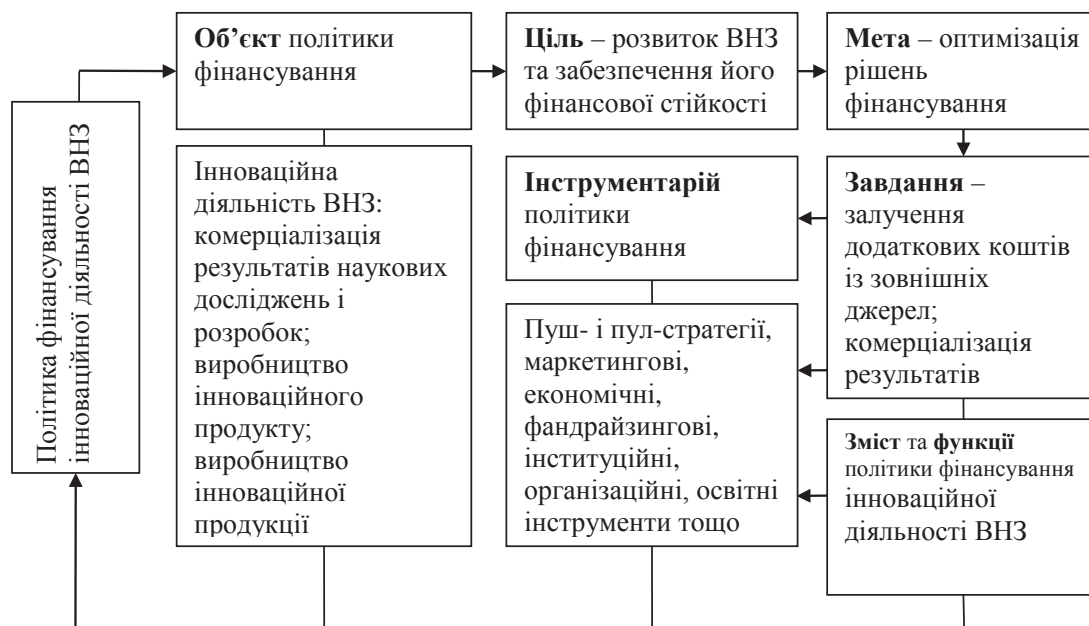 Політика фінансування
інноваційної діяльності ВНЗ
Об’єкт політики
фінансування
Ціль – розвиток ВНЗ
та забезпечення його
фінансової стійкості
Мета – оптимізація
рішень
фінансування
Інноваційна
діяльність ВНЗ:
комерціалізація
результатів наукових
досліджень і
розробок;
виробництво
інноваційного
продукту;
виробництво
інноваційної
продукції
Інструментарій
політики
фінансування
Завдання –
залучення
додаткових коштів
із зовнішніх
джерел;
комерціалізація
результатів
Пуш- і пул-стратегії,
маркетингові,
економічні,
фандрайзингові,
інституційні,
організаційні, освітні
інструменти тощо
Зміст та функції
політики фінансування
інноваційної
діяльності ВНЗ